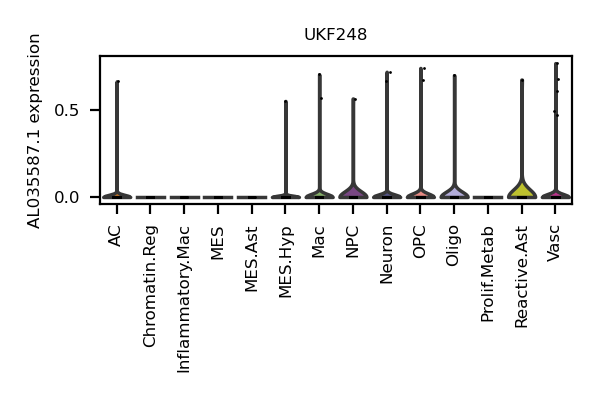 UKF248
AL035587.1 expression
0.5
0.0
AC
Chromatin.Reg
Inflammatory.Mac
MES
MES.Ast
MES.Hyp
Mac
NPC
Neuron
OPC
Oligo
Prolif.Metab
Reactive.Ast
Vasc